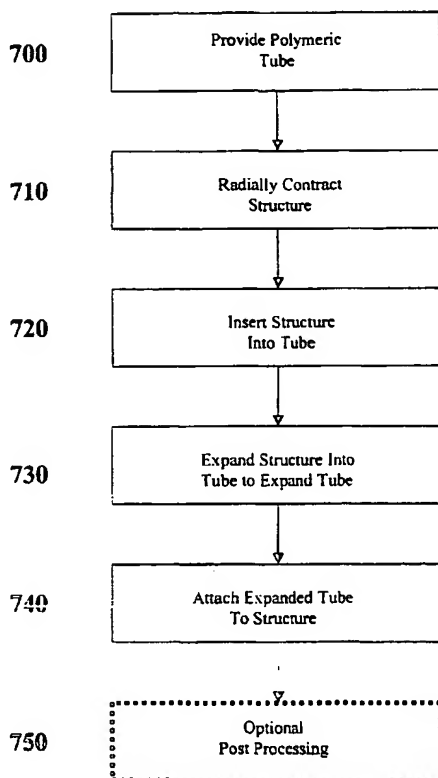 700
Provide Polymeric
Tube
710
Radially Contract
Structure
720
Insert Structure
Into Tube
730
Expand Structure Into
Tube to Expand Tube
740
Attach Expanded Tube
To Structure
750
Optional
Post Processing